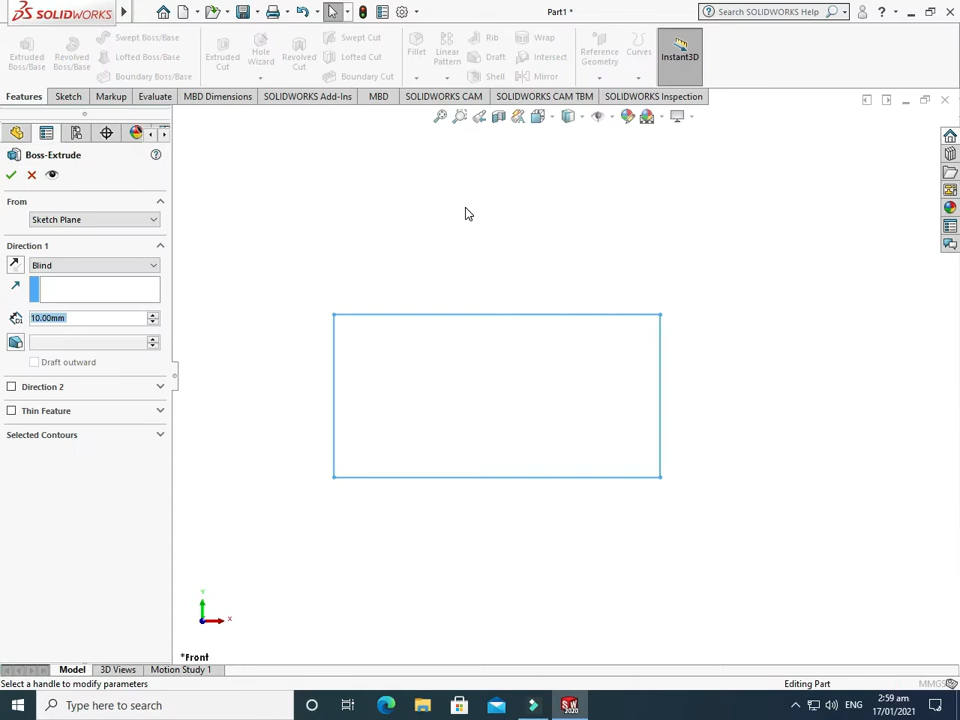 SOLIDWORKS
Part1 *
Search SOLIDWORKS Help
Extruded Boss/Base
Revolved Boss/Base
Swept Boss/Base
Lofted Boss/Base
Boundary Boss/Base
Extruded Cut
Hole Wizard
Revolved Cut
Swept Cut
Lofted Cut
Boundary Cut
Fillet
Linear Pattern
Rib
Draft
Shell
Wrap
Intersect
Mirror
Reference Geometry
Curves
Instant3D
Features Sketch Markup Evaluate MBD Dimensions SOLIDWORKS Add-Ins MBD SOLIDWORKS CAM SOLIDWORKS CAM TBM SOLIDWORKS Inspection
Boss-Extrude
From
Sketch Plane
Direction 1
Blind
D1
10.00mm
Draft outward
Direction 2
Thin Feature
Selected Contours
Y
X
*Front
Model 3D Views Motion Study 1
Select a handle to modify parameters
Editing Part
MMGS
Type here to search
SW
2020
ENG
2:59 am
17/01/2021